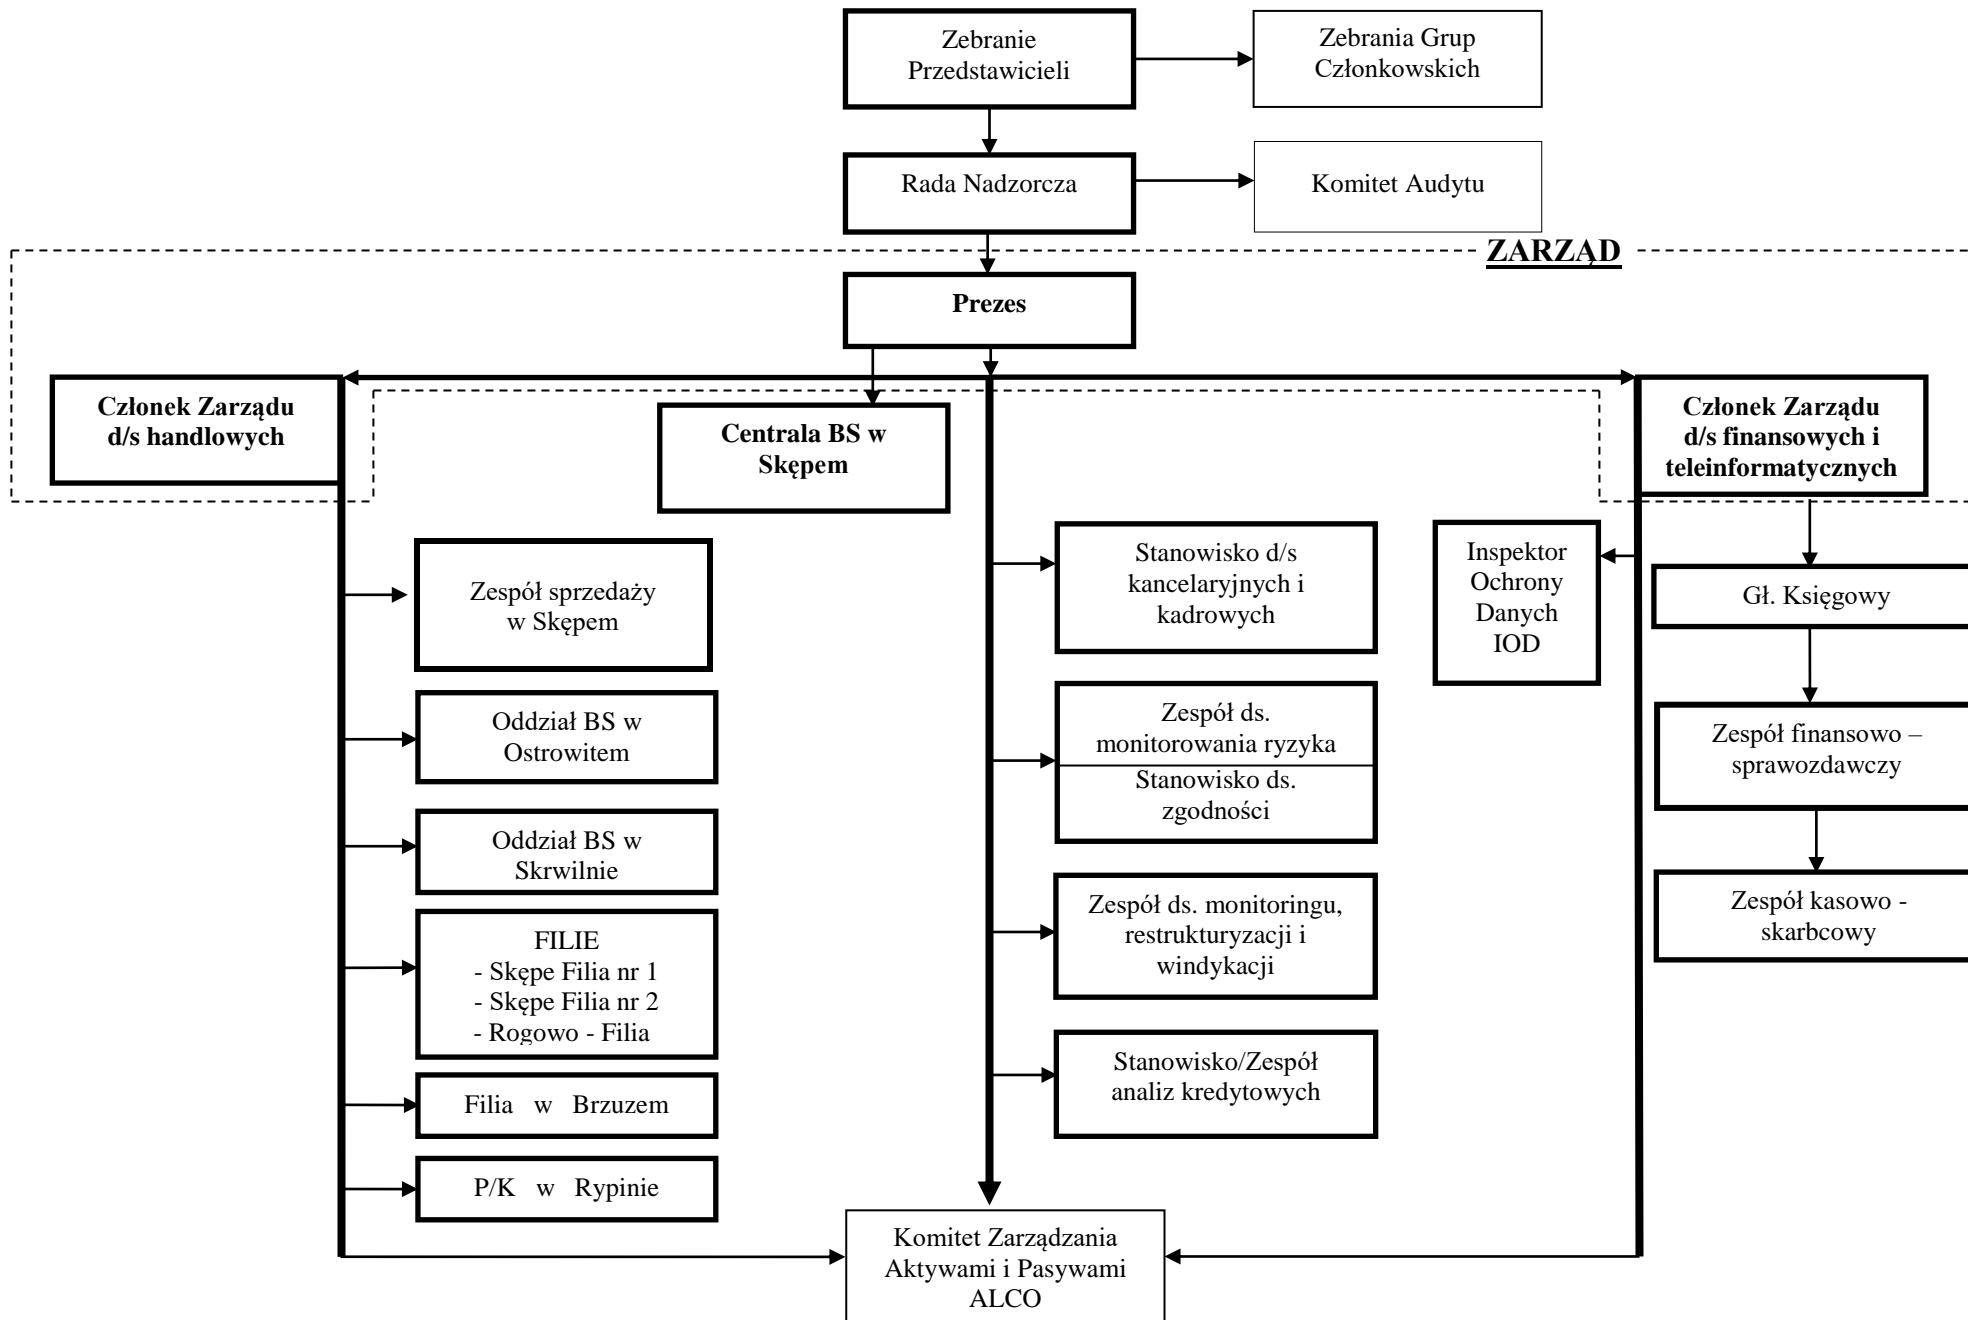 Zebranie
Przedstawicieli
Zebrania Grup
Członkowskich
Rada Nadzorcza
Komitet Audytu
ZARZĄD
Prezes
Członek Zarządu
d/s handlowych
Centrala BS w
Skępem
Członek Zarządu
d/s finansowych i
teleinformatycznych
Zespół sprzedaży
w Skępem
Oddział BS w
Ostrowitem
Oddział BS w
Skrwilnie
FILIE
- Skępe Filia nr 1
- Skępe Filia nr 2
- Rogowo - Filia
Filia w Brzuzem
P/K w Rypinie
Stanowisko d/s
kancelaryjnych i
kadrowych
Zespół ds.
monitorowania ryzyka
Stanowisko ds.
zgodności
Zespół ds. monitoringu,
restrukturyzacji i
windykacji
Stanowisko/Zespół
analiz kredytowych
Inspektor
Ochrony
Danych
IOD
Gł. Księgowy
Zespół finansowo –
sprawozdawczy
Zespół kasowo -
skarbcowy
Komitet Zarządzania
Aktywami i Pasywami
ALCO